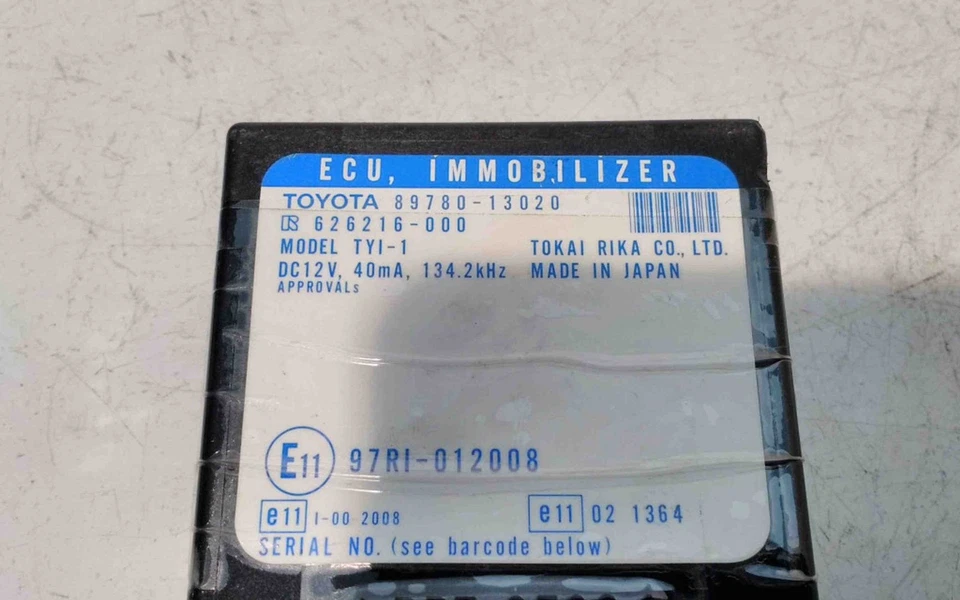 ECU, IMMOBILIZER
TOYOTA 89780-13020
626216-000
MODEL TYI-1 TOKAI RIKA CO., LTD.
DC12V, 40mA, 134.2kHz MADE IN JAPAN
APPROVALs
E11 97RI-012008
e11 I-00 2008 e11 02 1364
SERIAL NO. (see barcode below)